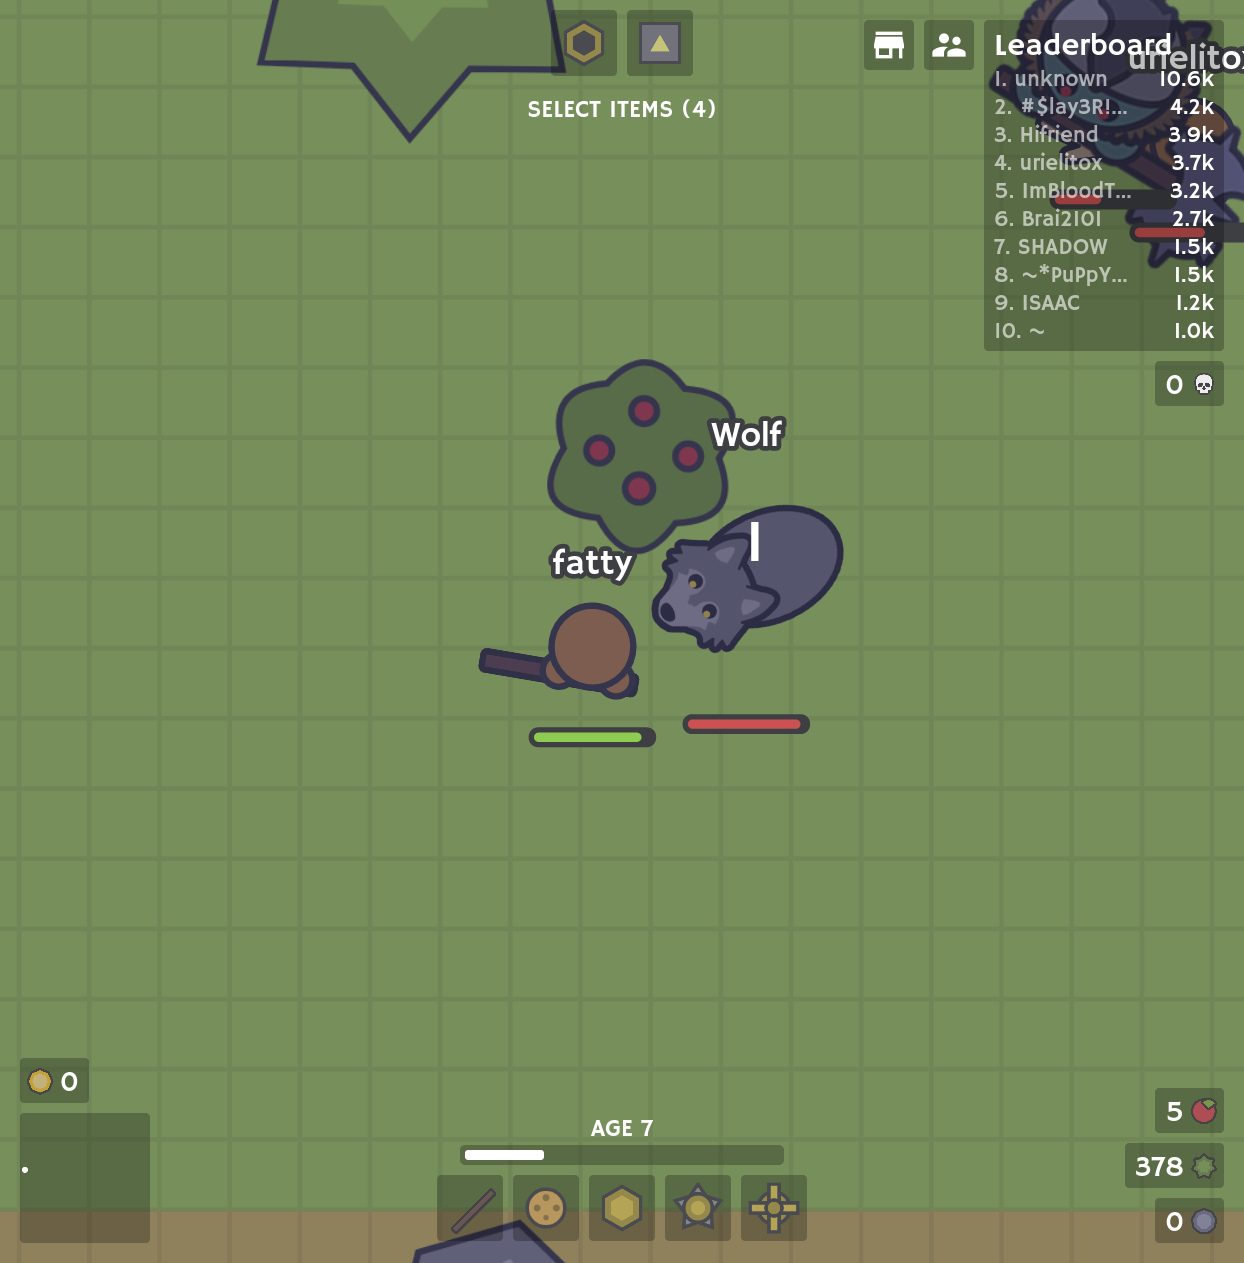 SELECT ITEMS (4)
Leaderboard
urielitox
1. unknown 10.6k
2. #$lay3R!... 4.2k
3. Hifriend 3.9k
4. urielitox 3.7k
5. ImBloodT... 3.2k
6. Brai2101 2.7k
7. SHADOW 1.5k
8. ~*PuPpY... 1.5k
9. ISAAC 1.2k
10. ~ 1.0k
0
Wolf
1
fatty
0
AGE 7
5
378
0